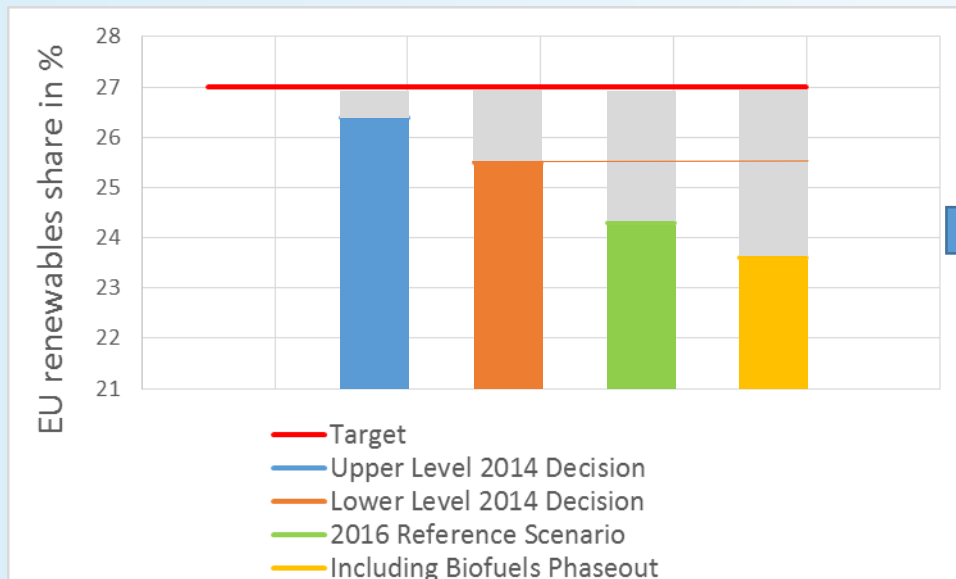 EU renewables share in %
28
27
26
25
24
23
22
21
Target
Upper Level 2014 Decision
Lower Level 2014 Decision
2016 Reference Scenario
Including Biofuels Phaseout